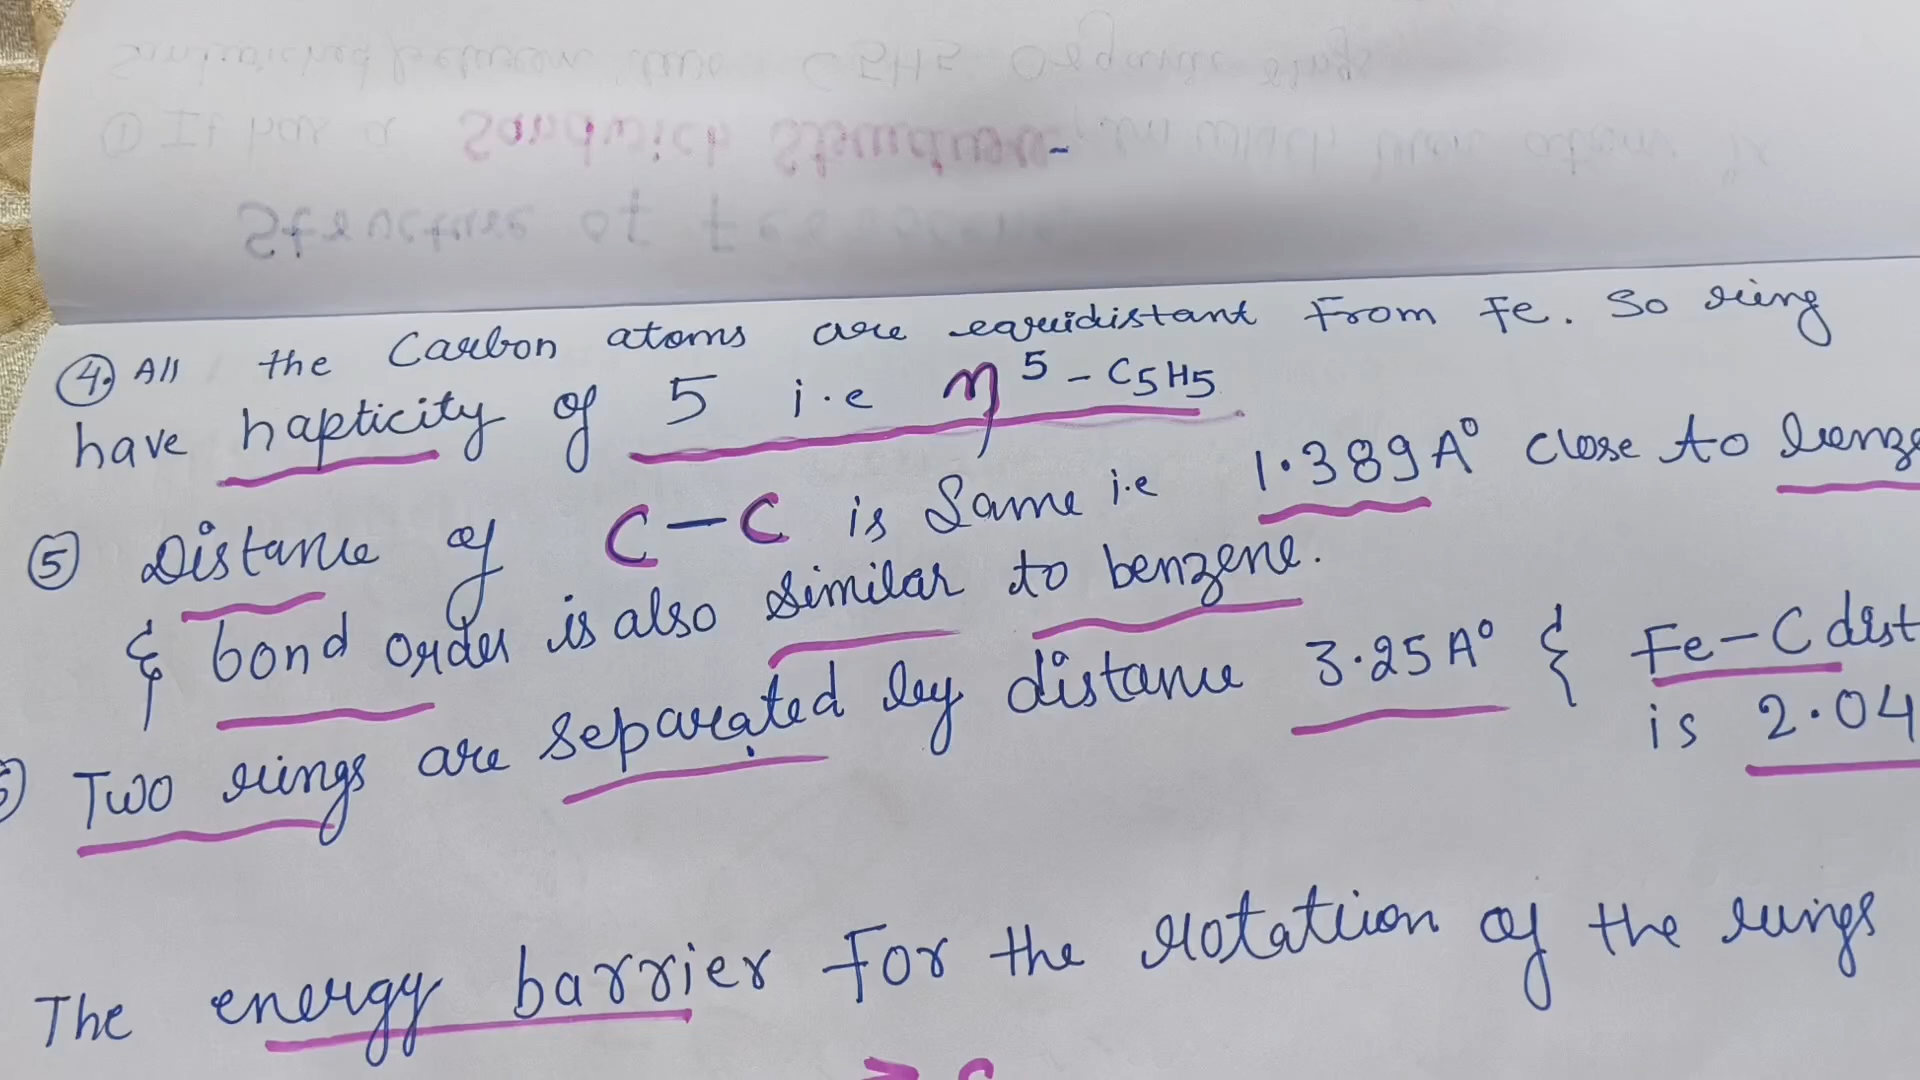 ④ All the Carbon atoms are equidistant From Fe. So ring
have hapticity of 5 i.e η⁵ - C5H5
⑤ Distance of C-C is Same i.e 1.389A° close to
& bond order is also similar to benzene.
Two rings are separated by distance 3.25A° & Fe-C
is 2.04
The energy barrier For the rotation of the rings